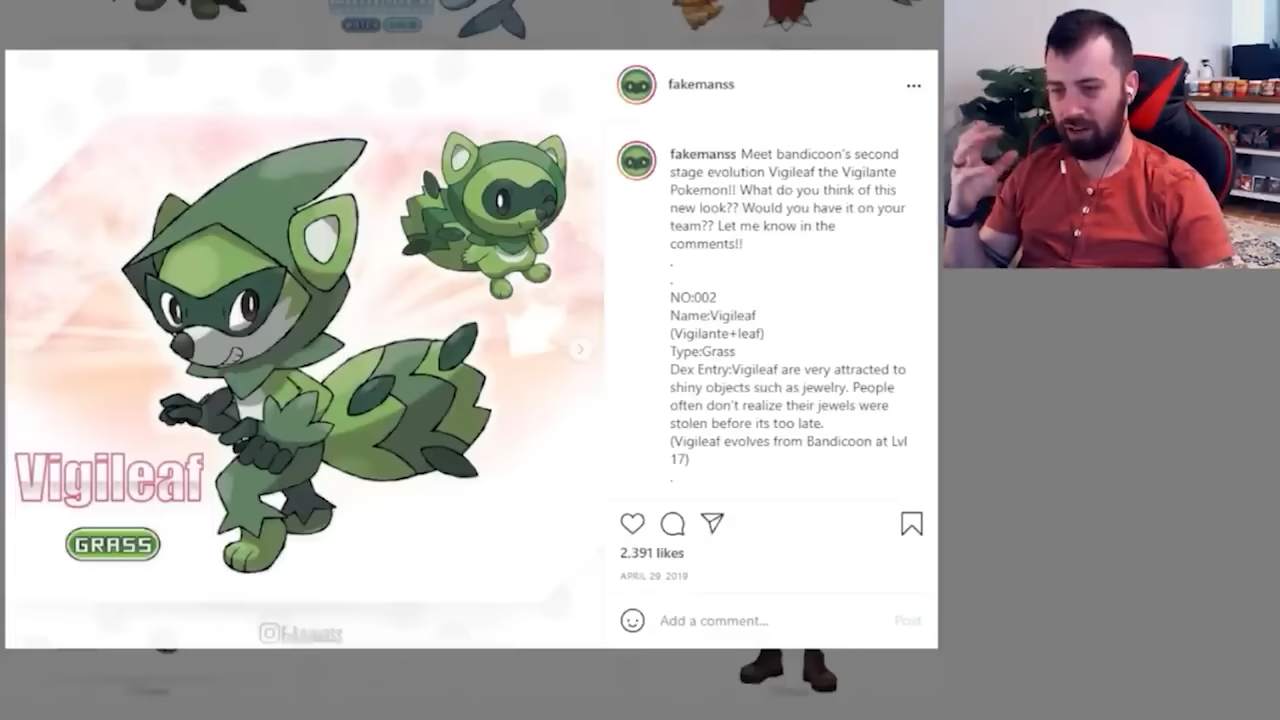 WATER
fakemanss
fakemanss Meet bandicoon's second
stage evolution Vigileaf the Vigilante
Pokemon!! What do you think of this
new look?? Would you have it on your
team?? Let me know in the
comments!!
.
.
NO:002
Name:Vigileaf
(Vigilante+leaf)
Type:Grass
Dex Entry:Vigileaf are very attracted to
shiny objects such as jewelry. People
often don't realize their jewels were
stolen before its too late.
(Vigileaf evolves from Bandicoon at Lvl
17)
.
Vigileaf
GRASS
2,391 likes
APRIL 29, 2019
Add a comment...
Post